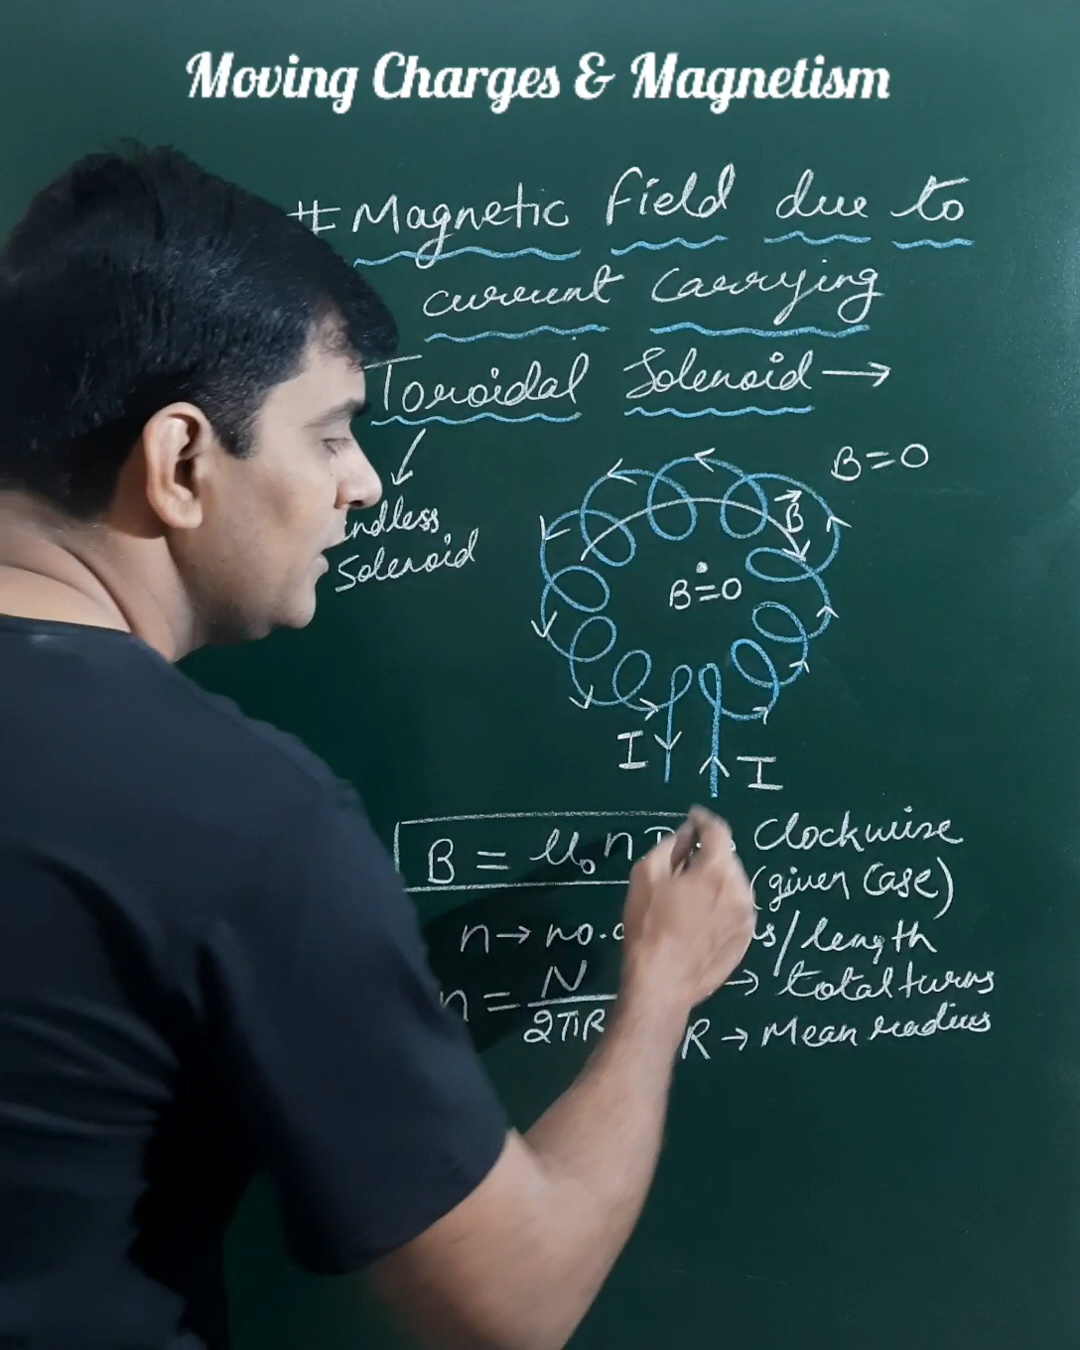 Moving Charges & Magnetism
# Magnetic field due to
current carrying
Toroidal Solenoid →
endless
Solenoid
B=0
B
B=0
I
I
B = μ₀n
Clockwise
(given Case)
n → no.
/length
n = N/2πR
→ total turns
R → Mean radius